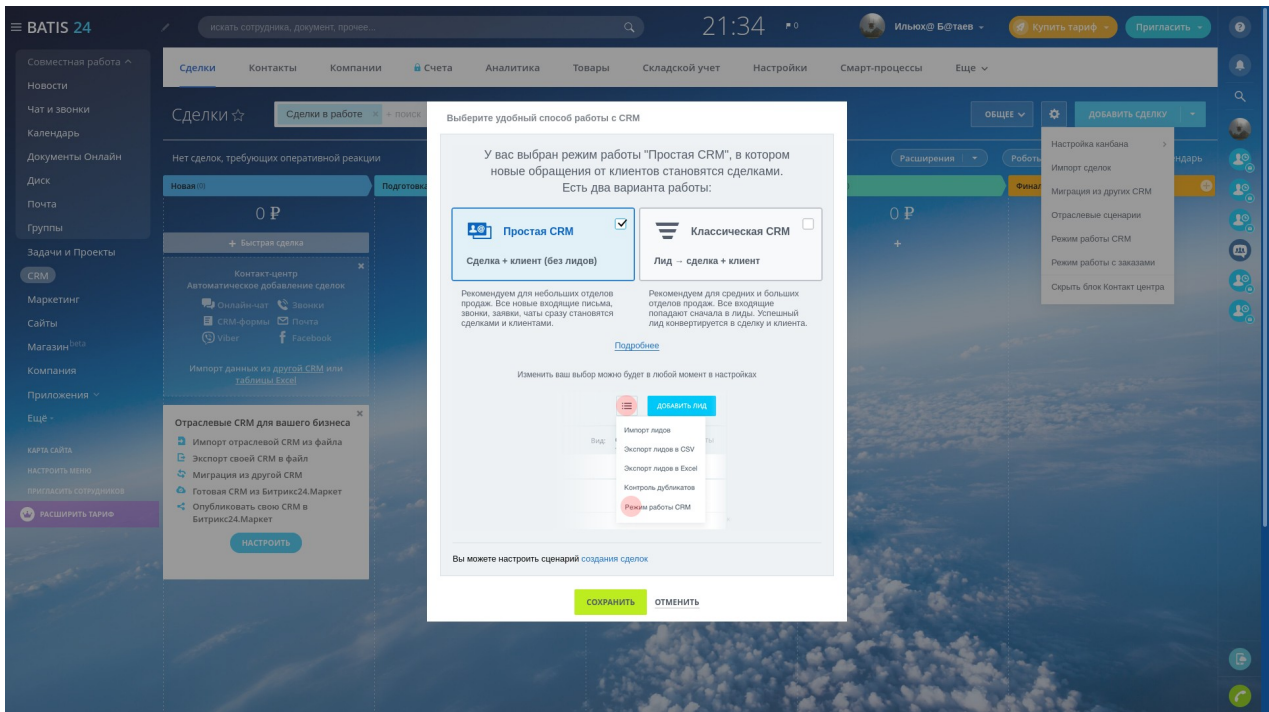 BATIS 24
искать сотрудника, документ, прочее...
21:34
0
Ильюх@ Б@таев
Купить тариф
Пригласить
Совместная работа
Новости
Чат и звонки
Календарь
Документы Онлайн
Диск
Почта
Группы
Задачи и Проекты
CRM
Маркетинг
Сайты
Магазин beta
Компания
Приложения
Ещё -
КАРТА САЙТА
НАСТРОИТЬ МЕНЮ
ПРИГЛАСИТЬ СОТРУДНИКОВ
РАСШИРИТЬ ТАРИФ
Сделки
Контакты
Компании
Счета
Аналитика
Товары
Складской учет
Настройки
Смарт-процессы
Еще
Сделки
Сделки в работе ×
+ поиск
ОБЩЕЕ
ДОБАВИТЬ СДЕЛКУ
Нет сделок, требующих оперативной реакции
Расширения
Новая (0)
0 ₽
+ Быстрая сделка
Контакт-центр
Автоматическое добавление сделок
Онлайн-чат
Звонки
CRM-формы
Почта
Viber
Facebook
Импорт данных из другой CRM или
таблицы Excel
Отраслевые CRM для вашего бизнеса
Импорт отраслевой CRM из файла
Экспорт своей CRM в файл
Миграция из другой CRM
Готовая CRM из Битрикс24.Маркет
Опубликовать свою CRM в
Битрикс24.Маркет
НАСТРОИТЬ
0 ₽
+
Настройка канбана
Импорт сделок
Миграция из других CRM
Отраслевые сценарии
Режим работы CRM
Режим работы с заказами
Скрыть блок Контакт центра
Выберите удобный способ работы с CRM
У вас выбран режим работы "Простая CRM", в котором
новые обращения от клиентов становятся сделками.
Есть два варианта работы:
Простая CRM
Сделка + клиент (без лидов)
Классическая CRM
Лид → сделка + клиент
Рекомендуем для небольших отделов
продаж. Все новые входящие письма,
звонки, заявки, чаты сразу становятся
сделками и клиентами.
Рекомендуем для средних и больших
отделов продаж. Все входящие
попадают сначала в лиды. Успешный
лид конвертируется в сделку и клиента.
Подробнее
Изменить ваш выбор можно будет в любой момент в настройках
ДОБАВИТЬ ЛИД
Вид:
Импорт лидов
Экспорт лидов в CSV
Экспорт лидов в Excel
Контроль дубликатов
Режим работы CRM
Вы можете настроить сценарий создания сделок
СОХРАНИТЬ
ОТМЕНИТЬ